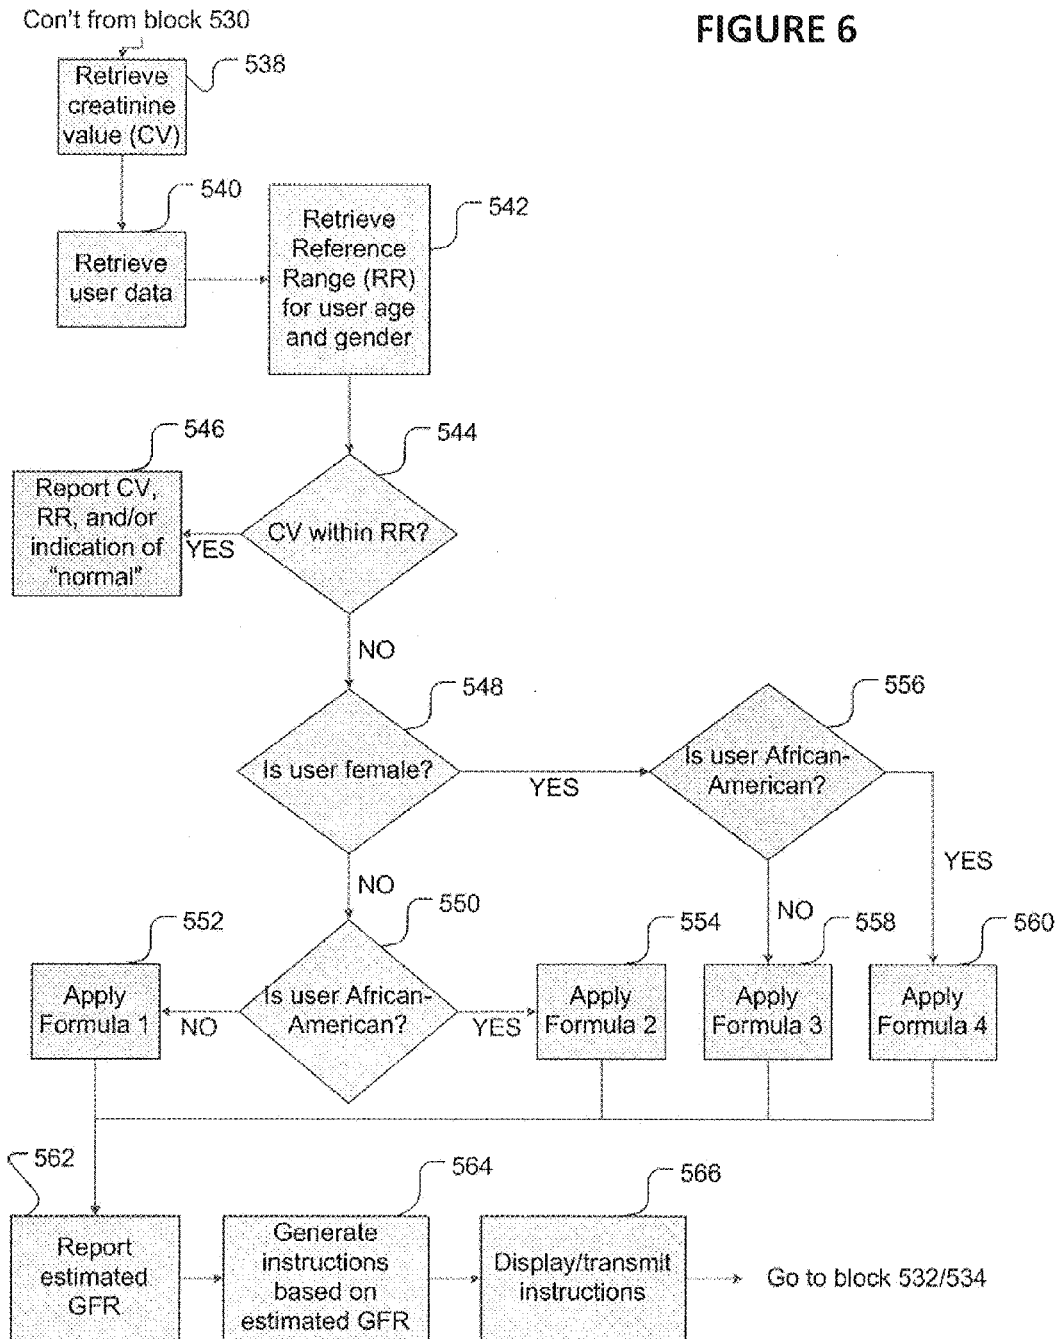 Con't from block 530
FIGURE 6
538
Retrieve
creatinine
value (CV)
540
Retrieve
user data
542
Retrieve
Reference
Range (RR)
for user age
and gender
546
Report CV,
RR, and/or
indication of
"normal"
544
CV within RR?
YES
NO
548
Is user female?
YES
556
Is user African-
American?
YES
NO
NO
550
Is user African-
American?
552
Apply
Formula 1
NO
YES
554
Apply
Formula 2
558
Apply
Formula 3
560
Apply
Formula 4
562
Report
estimated
GFR
564
Generate
instructions
based on
estimated GFR
566
Display/transmit
instructions
Go to block 532/534